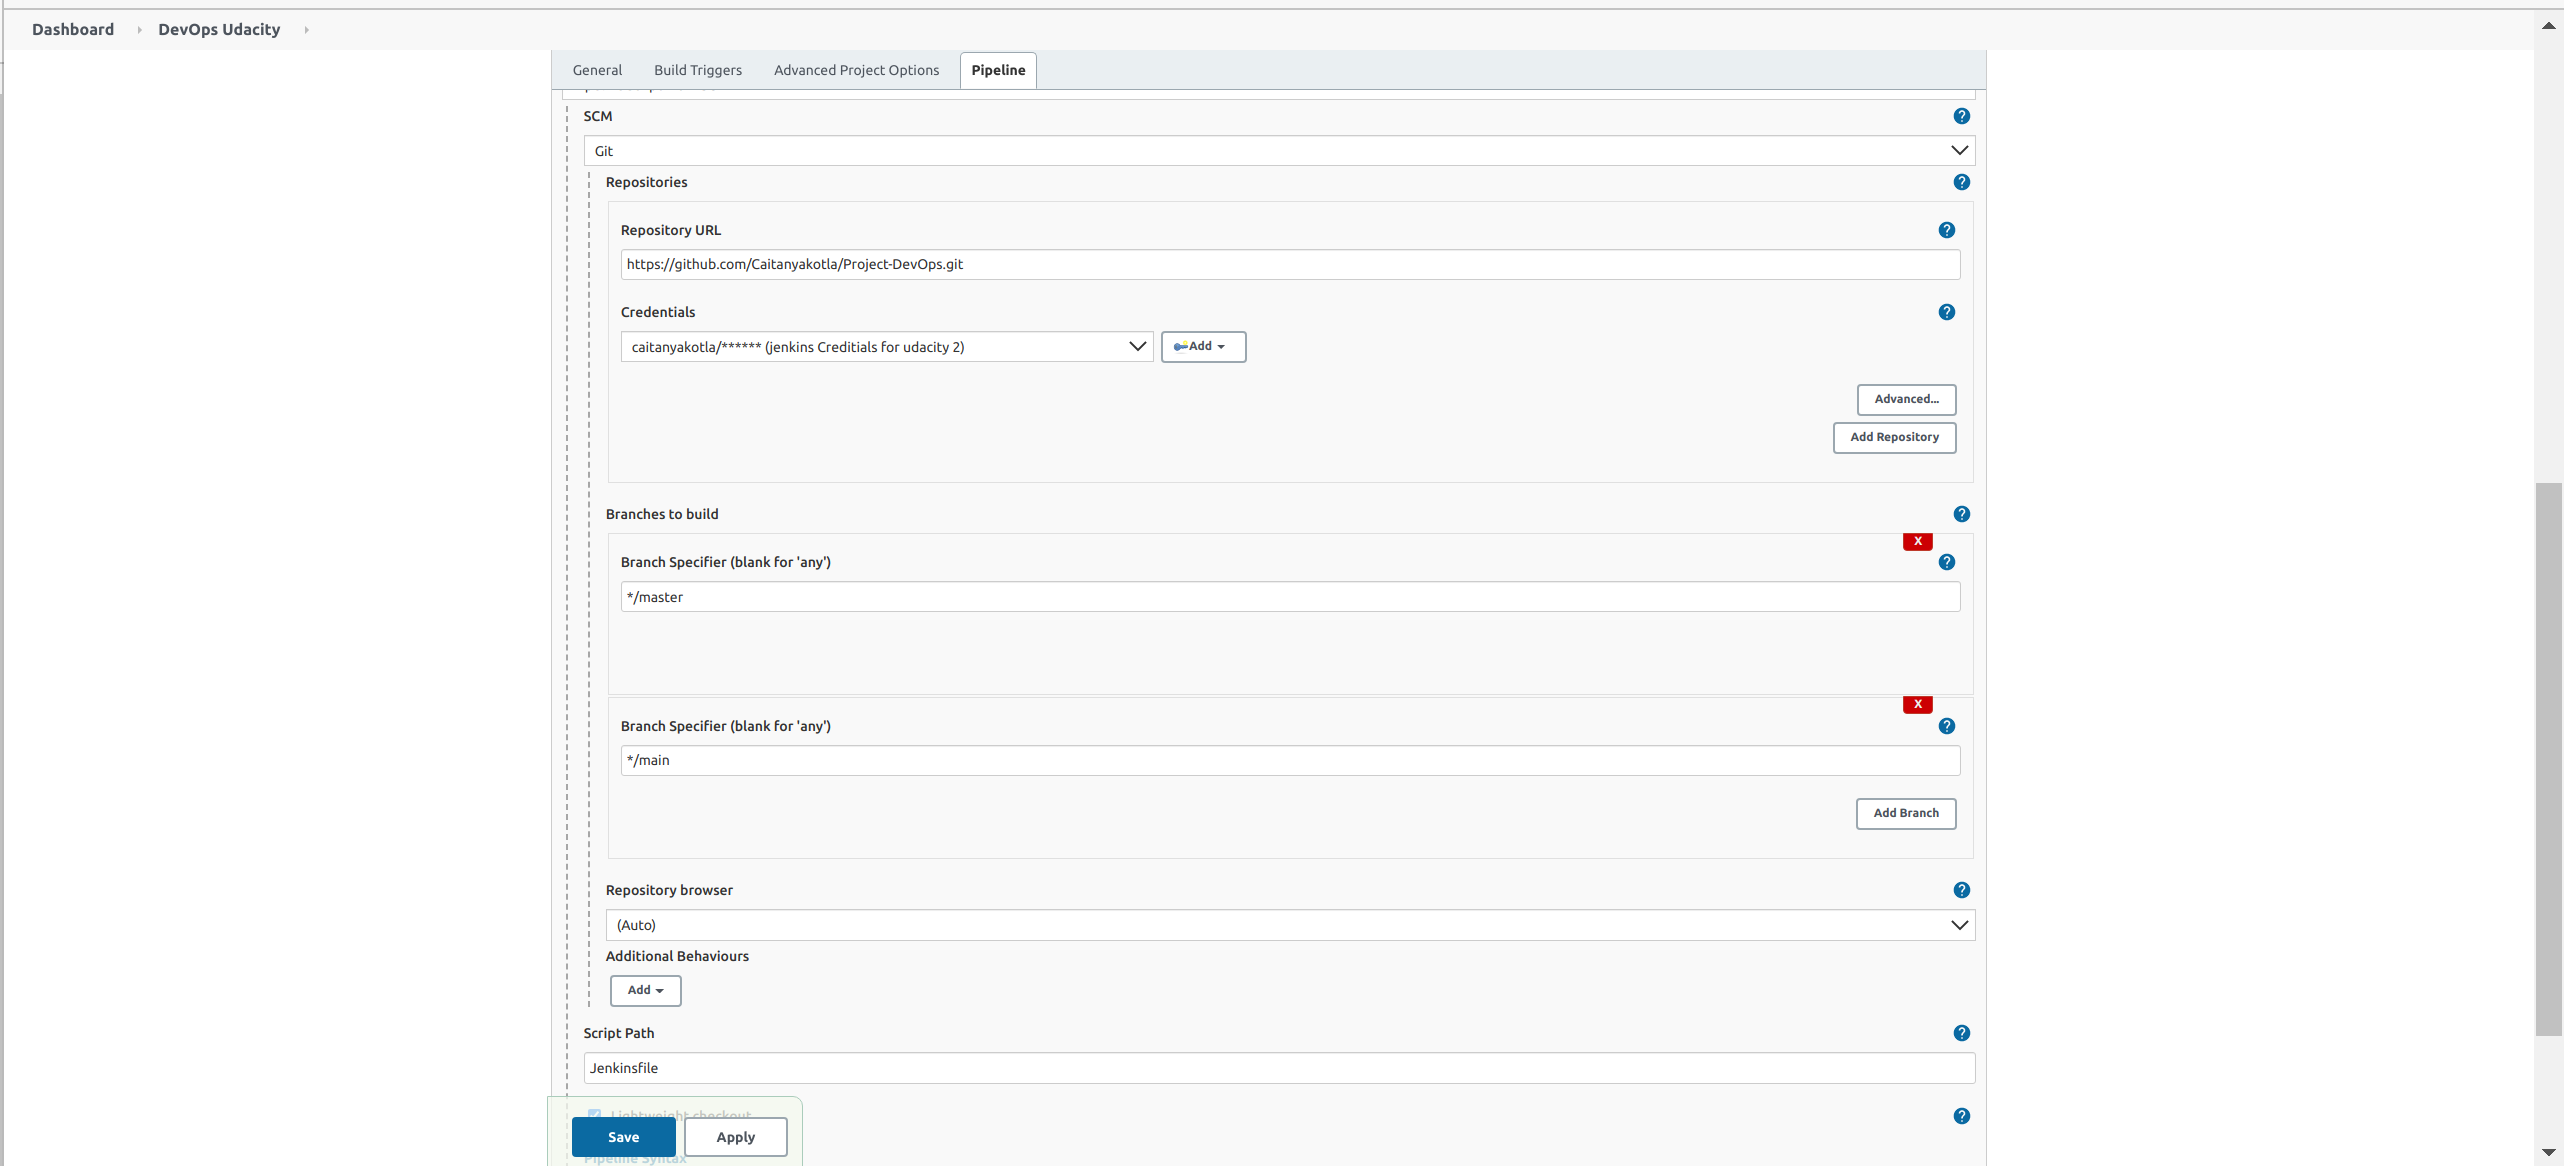 Dashboard
DevOps Udacity
General
Build Triggers
Advanced Project Options
Pipeline
SCM
?
Git
Repositories
?
Repository URL
?
https://github.com/Caitanyakotla/Project-DevOps.git
Credentials
?
caitanyakotla/****** (jenkins Creditials for udacity 2)
Add
Advanced...
Add Repository
Branches to build
?
X
Branch Specifier (blank for 'any')
?
*/master
X
Branch Specifier (blank for 'any')
?
*/main
Add Branch
Repository browser
?
(Auto)
Additional Behaviours
Add
Script Path
?
Jenkinsfile
Lightweight checkout
?
Save
Apply
Pipeline Syntax